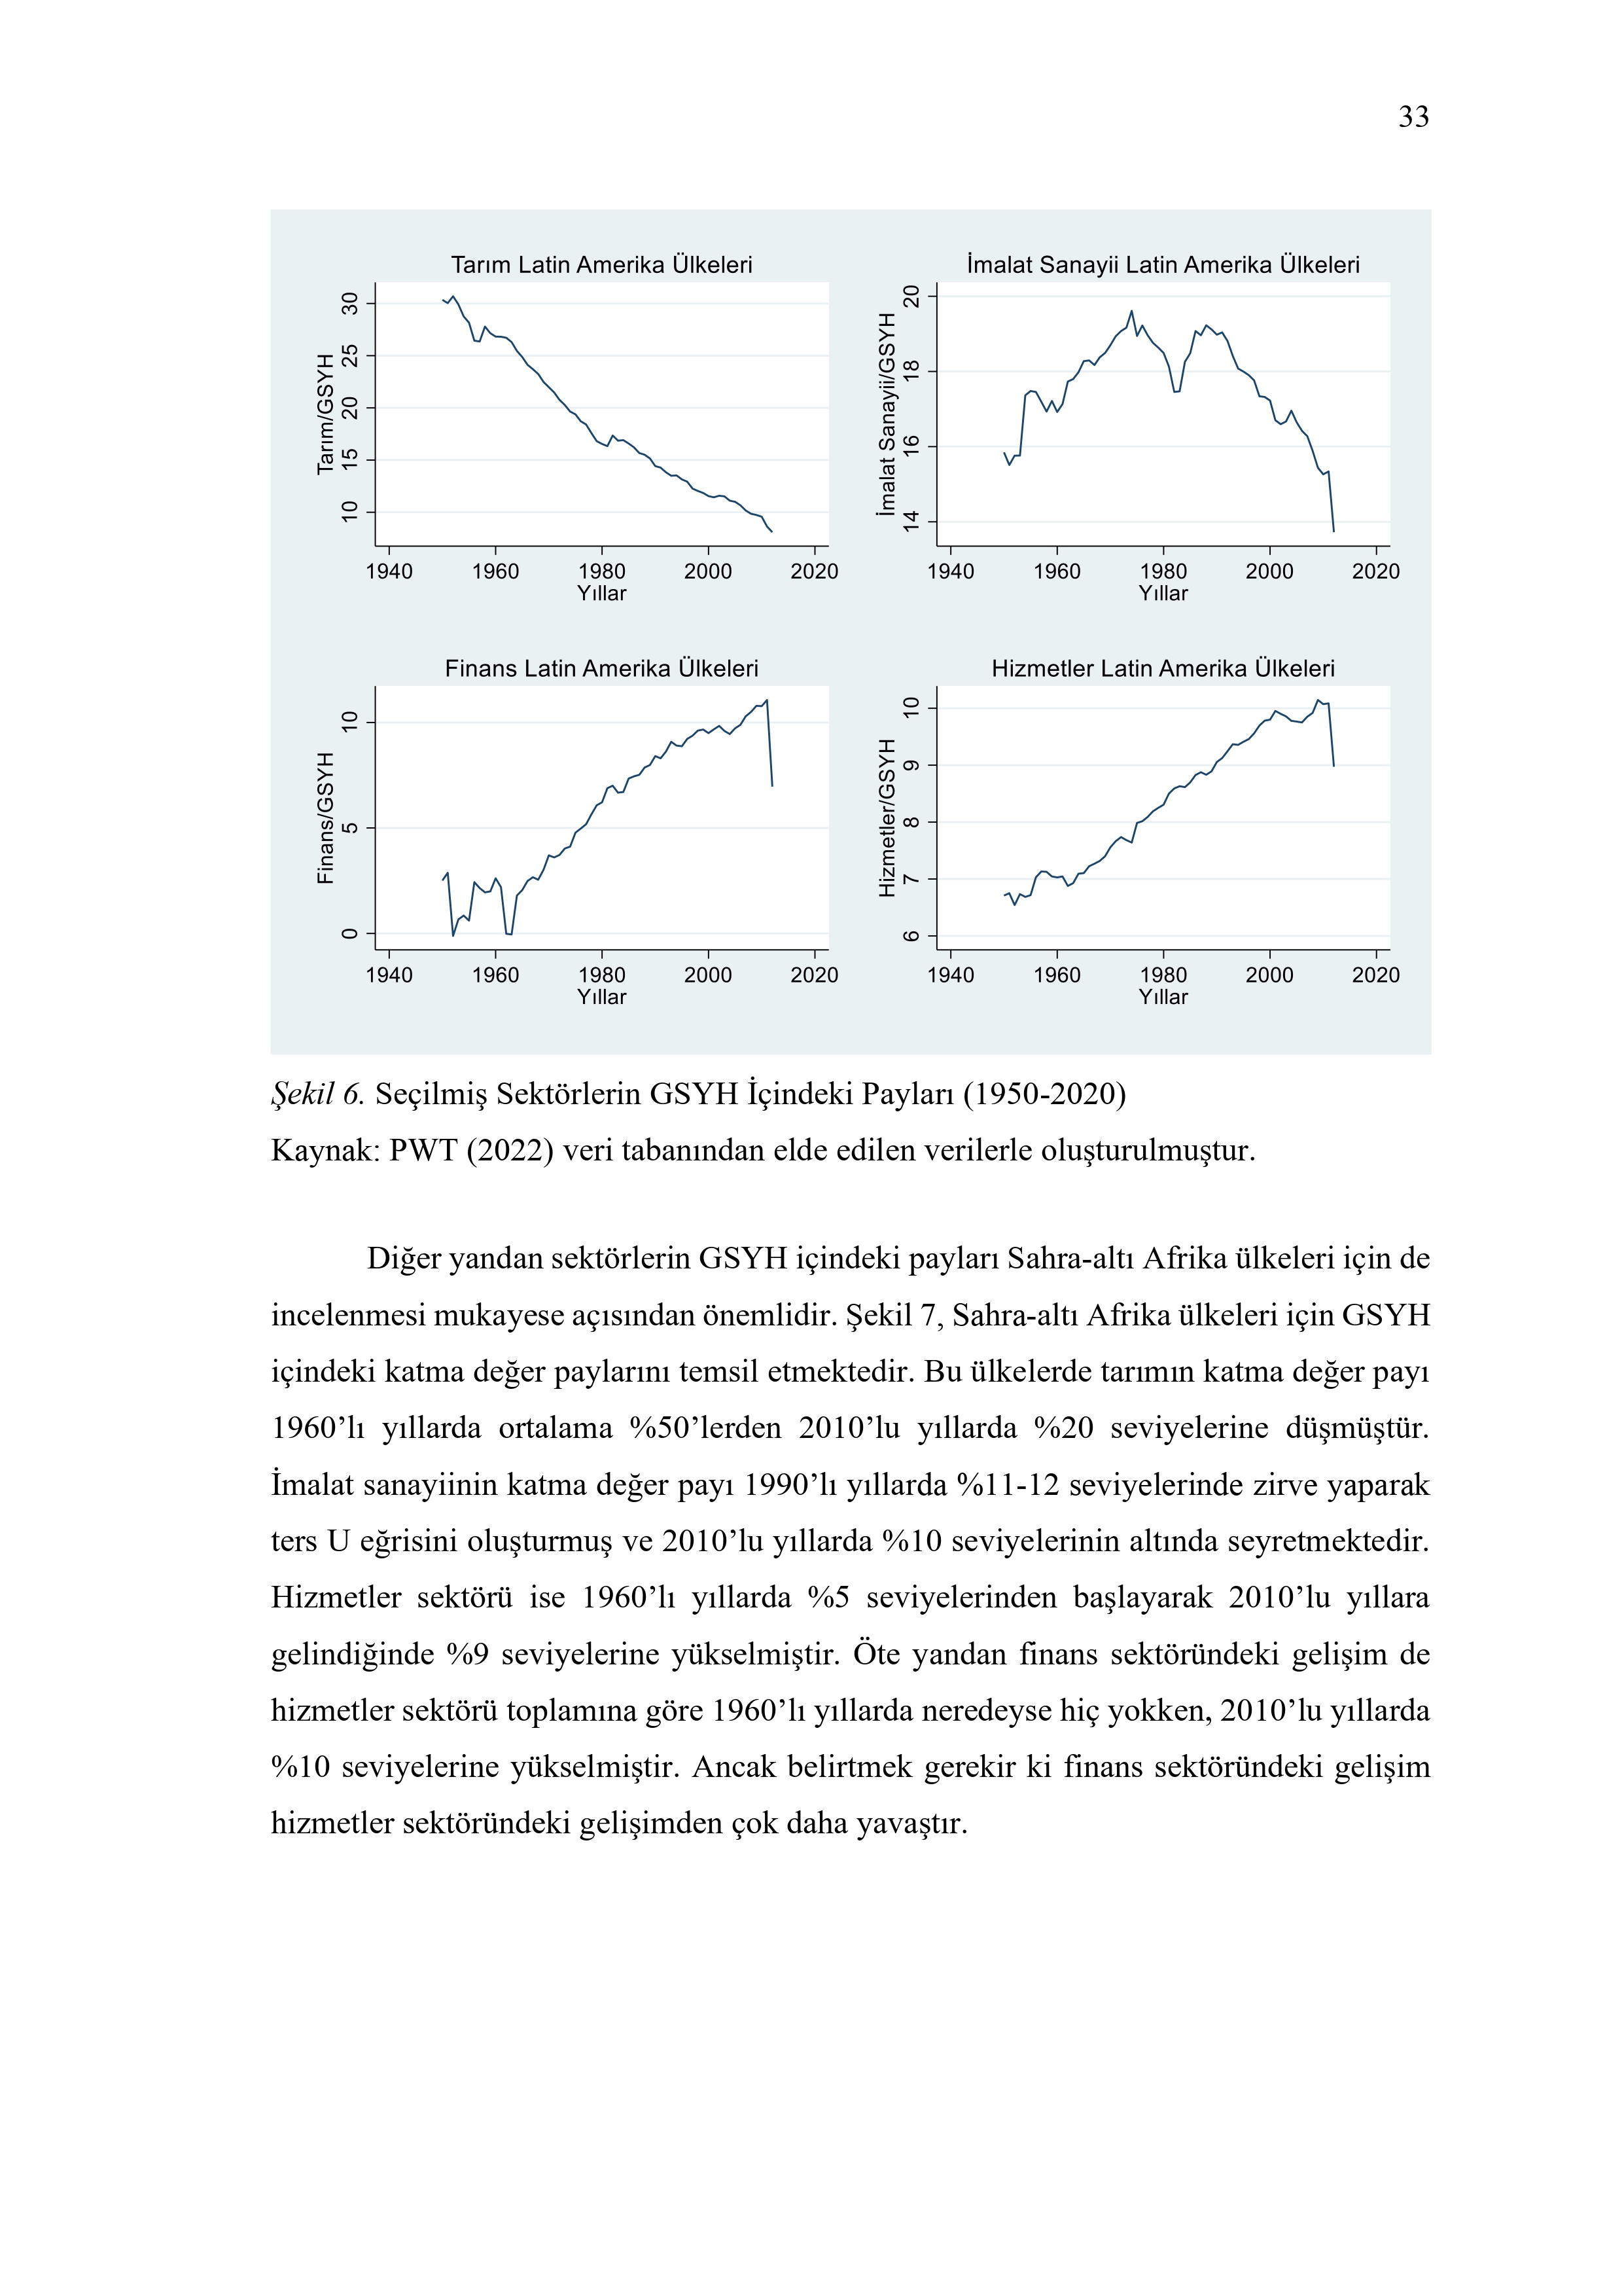 33
Tarım Latin Amerika Ülkeleri
Tarım/GSYH
30
25
20
15
10
1940 1960 1980 2000 2020
Yıllar
İmalat Sanayii Latin Amerika Ülkeleri
İmalat Sanayii/GSYH
20
18
16
14
1940 1960 1980 2000 2020
Yıllar
Finans Latin Amerika Ülkeleri
Finans/GSYH
10
5
0
1940 1960 1980 2000 2020
Yıllar
Hizmetler Latin Amerika Ülkeleri
Hizmetler/GSYH
10
9
8
7
6
1940 1960 1980 2000 2020
Yıllar
Şekil 6. Seçilmiş Sektörlerin GSYH İçindeki Payları (1950-2020)
Kaynak: PWT (2022) veri tabanından elde edilen verilerle oluşturulmuştur.
Diğer yandan sektörlerin GSYH içindeki payları Sahra-altı Afrika ülkeleri için de
incelenmesi mukayese açısından önemlidir. Şekil 7, Sahra-altı Afrika ülkeleri için GSYH
içindeki katma değer paylarını temsil etmektedir. Bu ülkelerde tarımın katma değer payı
1960’lı yıllarda ortalama %50’lerden 2010’lu yıllarda %20 seviyelerine düşmüştür.
İmalat sanayiinin katma değer payı 1990’lı yıllarda %11-12 seviyelerinde zirve yaparak
ters U eğrisini oluşturmuş ve 2010’lu yıllarda %10 seviyelerinin altında seyretmektedir.
Hizmetler sektörü ise 1960’lı yıllarda %5 seviyelerinden başlayarak 2010’lu yıllara
gelindiğinde %9 seviyelerine yükselmiştir. Öte yandan finans sektöründeki gelişim de
hizmetler sektörü toplamına göre 1960’lı yıllarda neredeyse hiç yokken, 2010’lu yıllarda
%10 seviyelerine yükselmiştir. Ancak belirtmek gerekir ki finans sektöründeki gelişim
hizmetler sektöründeki gelişimden çok daha yavaştır.